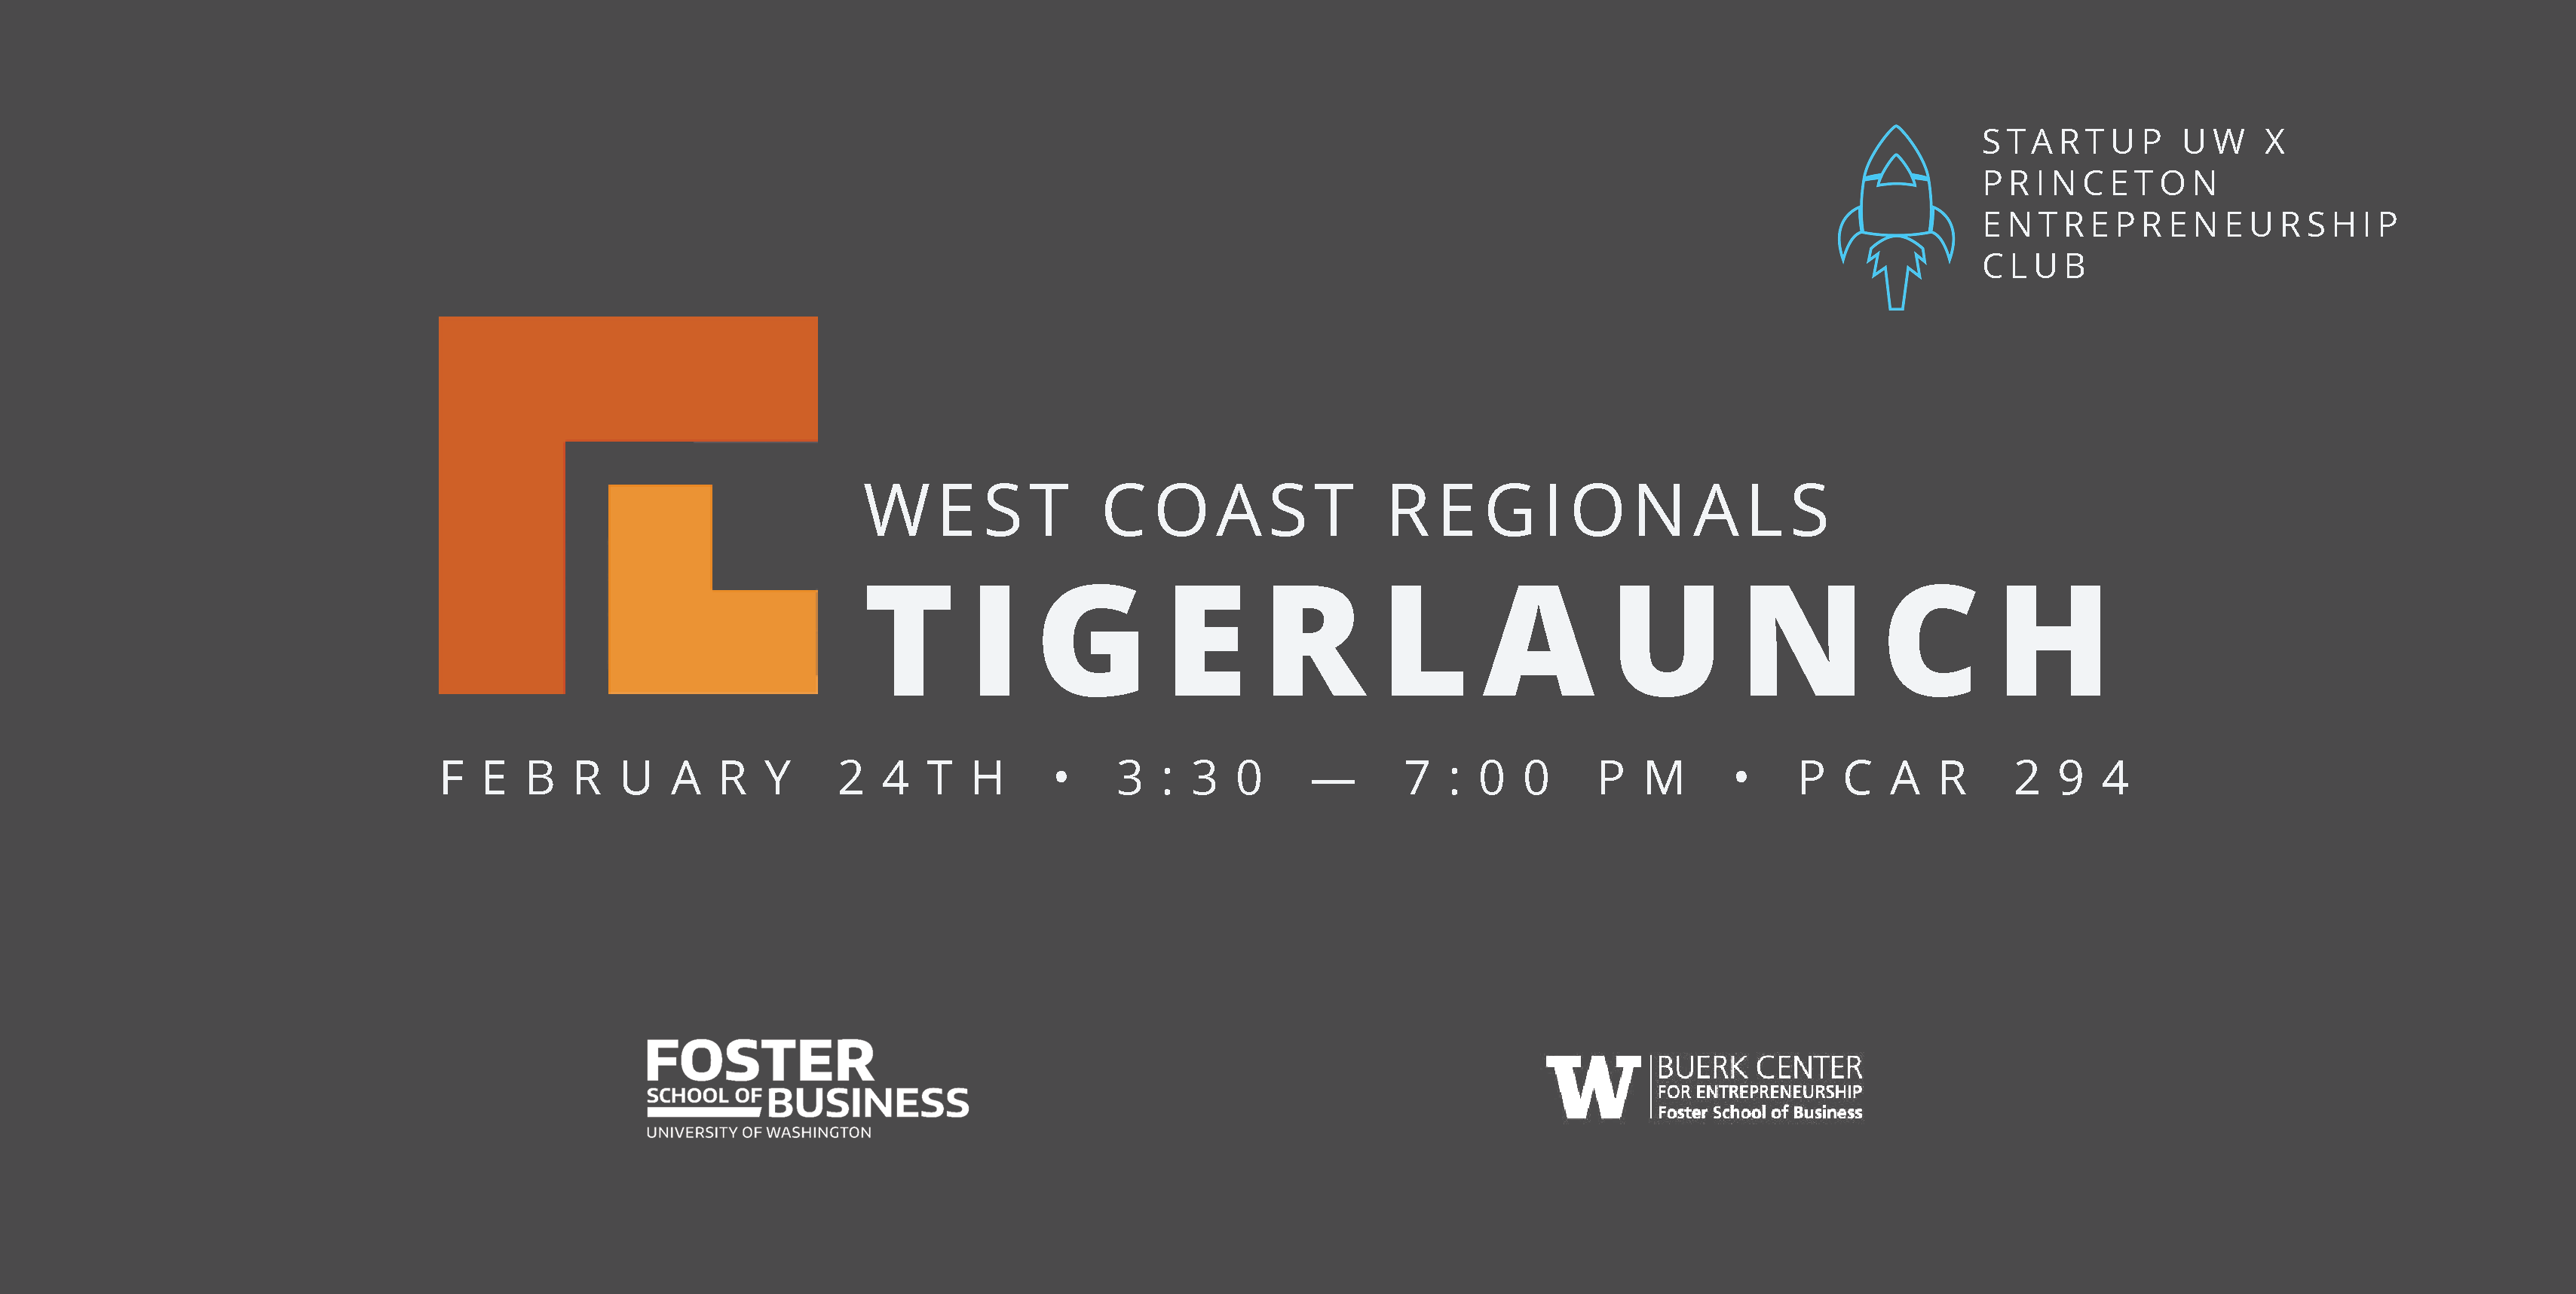 STARTUP UW X
PRINCETON
ENTREPRENEURSHIP
CLUB
WEST COAST REGIONALS
TIGERLAUNCH
FEBRUARY 24TH • 3:30 — 7:00 PM • PCAR 294
FOSTER
SCHOOL OF BUSINESS
UNIVERSITY OF WASHINGTON
W
BUERK CENTER
FOR ENTREPRENEURSHIP
Foster School of Business